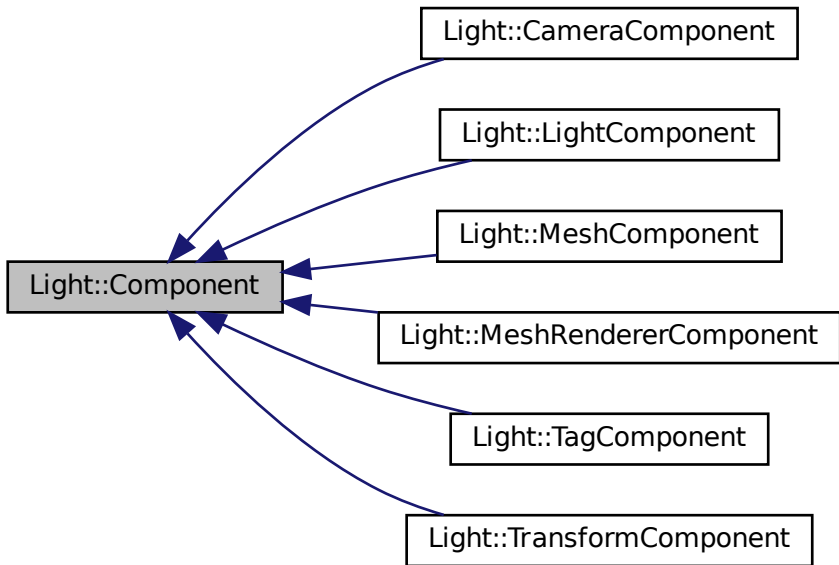 Light::CameraComponent
Light::LightComponent
Light::MeshComponent
Light::Component
Light::MeshRendererComponent
Light::TagComponent
Light::TransformComponent